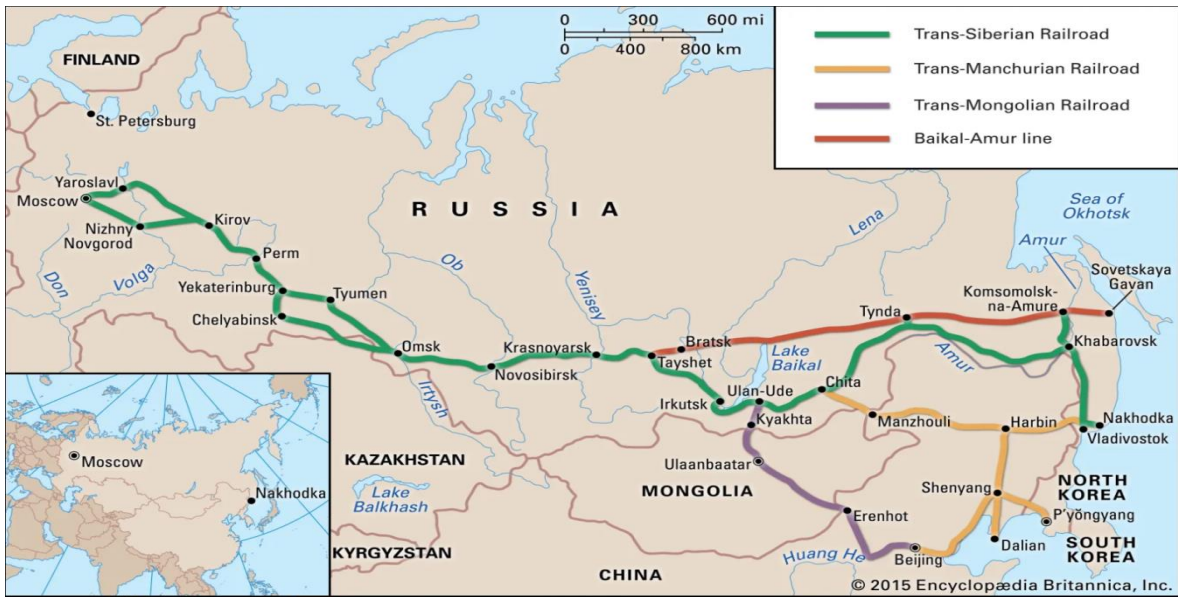 0 300 600 mi
0 400 800 km
Trans-Siberian Railroad
Trans-Manchurian Railroad
Trans-Mongolian Railroad
Baikal-Amur line
FINLAND
St. Petersburg
Yaroslavl
Moscow
Nizhny
Novgorod
Kirov
Perm
Don
Volga
Yekaterinburg
Tyumen
Chelyabinsk
Omsk
Irtysh
Ob
Novosibirsk
RUSSIA
Yenisey
Krasnoyarsk
Tayshet
Bratsk
Lena
Lake
Baikal
Irkutsk
Ulan-Ude
Kyakhta
Chita
Tynda
Amur
Sea of
Okhotsk
Amur
Sovetskaya
Gavan
Komsomolsk-
na-Amure
Khabarovsk
Nakhodka
Vladivostok
Manzhouli
Harbin
Shenyang
NORTH
KOREA
P'yŏngyang
SOUTH
KOREA
Dalian
Beijing
Huang He
Erenhot
Ulaanbaatar
MONGOLIA
KAZAKHSTAN
Lake
Balkhash
KYRGYZSTAN
CHINA
Moscow
Nakhodka
© 2015 Encyclopædia Britannica, Inc.